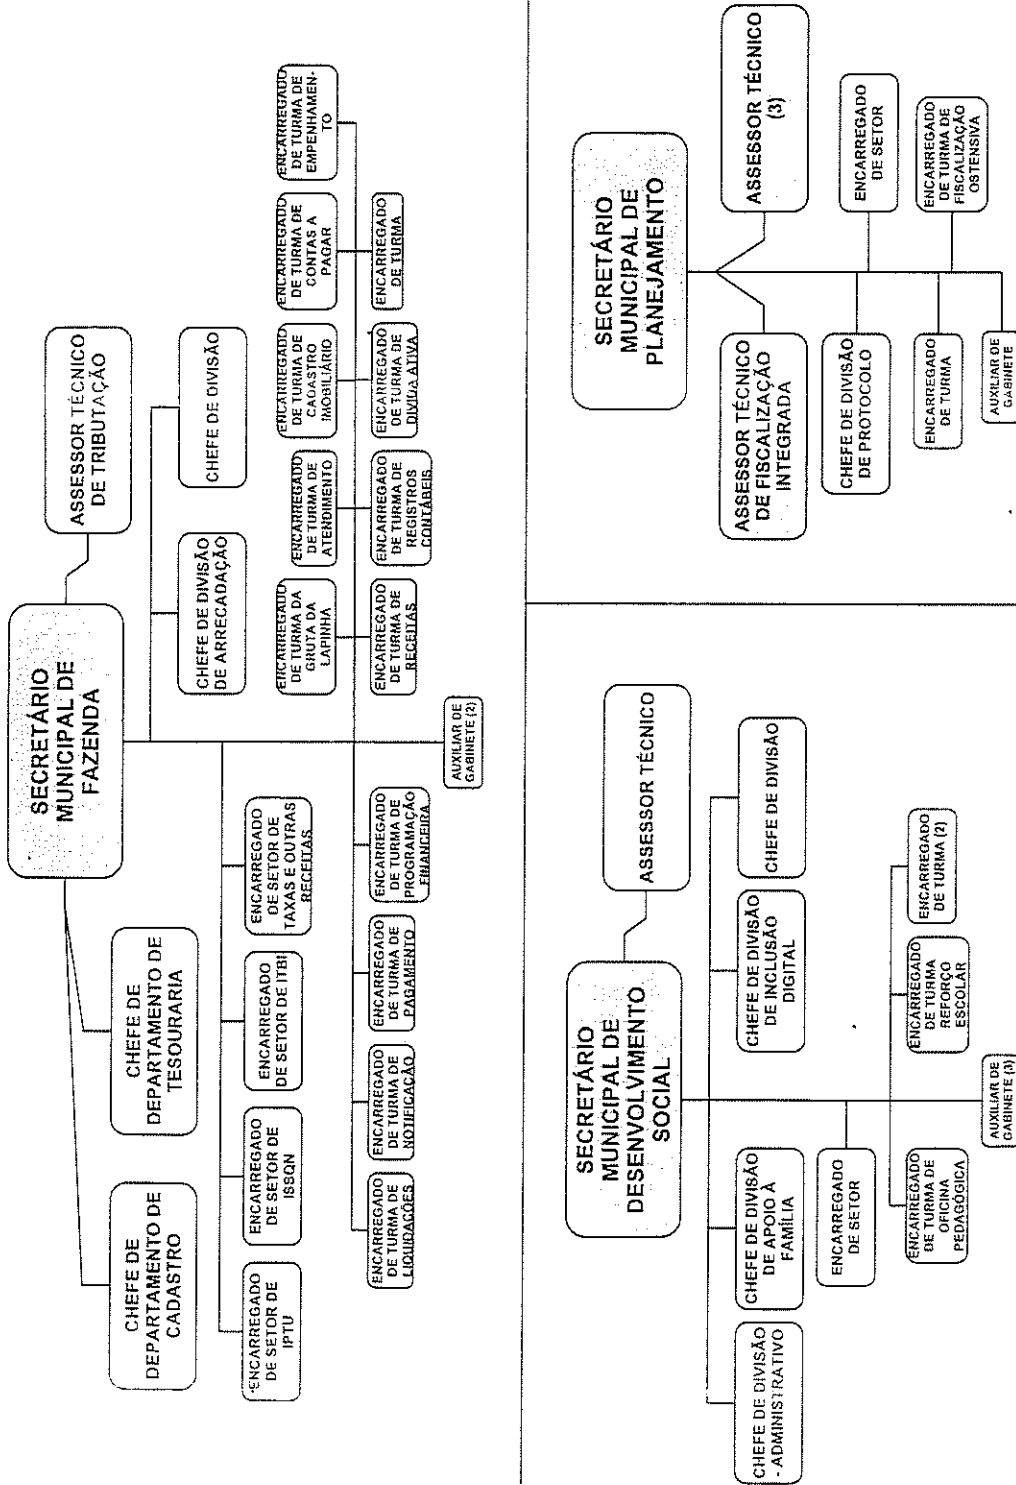 SECRETÁRIO
MUNICIPAL DE
FAZENDA
ASSESSOR TÉCNICO
DE TRIBUTAÇÃO
CHEFE DE
DEPARTAMENTO DE
CADASTRO
CHEFE DE
DEPARTAMENTO DE
TESOURARIA
CHEFE DE DIVISÃO
DE ARRECADAÇÃO
CHEFE DE DIVISÃO
ENCARREGADO
DE SETOR DE
IPTU
ENCARREGADO
DE SETOR DE
ISSQN
ENCARREGADO
DE SETOR DE ITBI
ENCARREGADO
DE SETOR DE
TAXAS E OUTRAS
RECEITAS
ENCARREGADO
DE TURMA DA
GRUTA DA
LAPINHA
ENCARREGADO
DE TURMA DE
ATENDIMENTO
ENCARREGADO
DE TURMA DE
CADASTRO
IMOBILIÁRIO
ENCARREGADO
DE TURMA DE
CONTAS A
PAGAR
ENCARREGADO
DE TURMA DE
EMPENHAMEN-
TO
ENCARREGADO
DE TURMA DE
LIQUIDAÇÕES
ENCARREGADO
DE TURMA DE
NOTIFICAÇÃO
ENCARREGADO
DE TURMA DE
PAGAMENTO
ENCARREGADO
DE TURMA DE
PROGRAMAÇÃO
FINANCEIRA
ENCARREGADO
DE TURMA DE
RECEITAS
ENCARREGADO
DE TURMA DE
REGISTROS
CONTÁBEIS
ENCARREGADO
DE TURMA DE
DIVIDA ATIVA
ENCARREGADO
DE TURMA
AUXILIAR DE
GABINETE (2)
SECRETÁRIO
MUNICIPAL DE
DESENVOLVIMENTO
SOCIAL
ASSESSOR TÉCNICO
CHEFE DE DIVISÃO
- ADMINISTRATIVO
CHEFE DE DIVISÃO
DE APOIO À
FAMÍLIA
CHEFE DE DIVISÃO
DE INCLUSÃO
DIGITAL
CHEFE DE DIVISÃO
ENCARREGADO
DE SETOR
ENCARREGADO
DE TURMA DE
OFICINA
PEDAGÓGICA
ENCARREGADO
DE TURMA
REFORÇO
ESCOLAR
ENCARREGADO
DE TURMA (2)
AUXILIAR DE
GABINETE (3)
SECRETÁRIO
MUNICIPAL DE
PLANEJAMENTO
ASSESSOR TÉCNICO
DE FISCALIZAÇÃO
INTEGRADA
ASSESSOR TÉCNICO
(3)
CHEFE DE DIVISÃO
DE PROTOCOLO
ENCARREGADO
DE SETOR
ENCARREGADO
DE TURMA
ENCARREGADO
DE TURMA DE
FISCALIZAÇÃO
OSTENSIVA
AUXILIAR DE
GABINETE